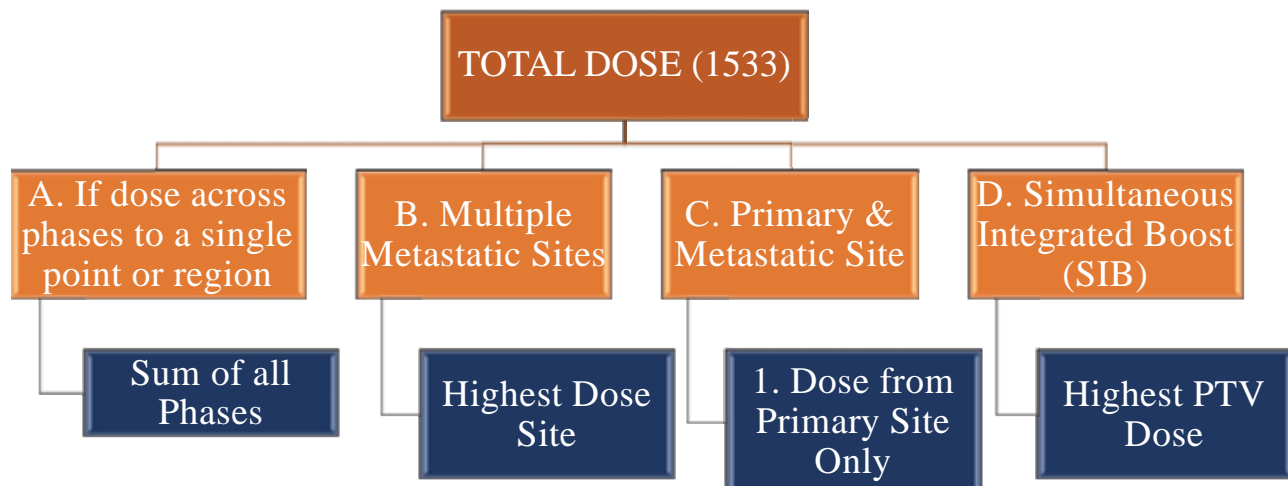 TOTAL DOSE (1533)
A. If dose across
phases to a single
point or region
B. Multiple
Metastatic Sites
C. Primary &
Metastatic Site
D. Simultaneous
Integrated Boost
(SIB)
Sum of all
Phases
Highest Dose
Site
1. Dose from
Primary Site
Only
Highest PTV
Dose